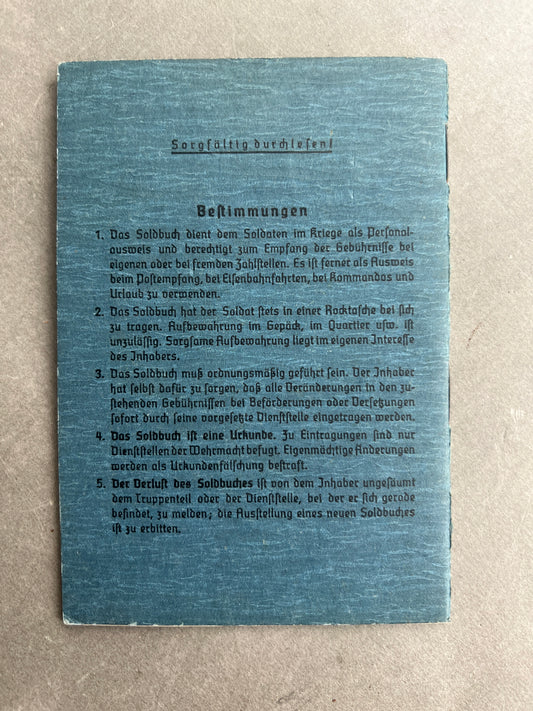 Sorgfältig durchlesen!
Bestimmungen
1. Das Soldbuch dient dem Soldaten im Kriege als Personal-
ausweis und berechtigt zum Empfang der Gebührnisse bei
eigenen oder bei fremden Zahlstellen. Es ist ferner als Ausweis
beim Postempfang, bei Eisenbahnfahrten, bei Kommandos und
Urlaub zu verwenden.
2. Das Soldbuch hat der Soldat stets in einer Rocktasche bei sich
zu tragen. Aufbewahrung im Gepäck, im Quartier usw. ist
unzulässig. Sorgsame Aufbewahrung liegt im eigenen Interesse
des Inhabers.
3. Das Soldbuch muß ordnungsmäßig geführt sein. Der Inhaber
hat selbst dafür zu sorgen, daß alle Veränderungen in den zu-
stehenden Gebührnissen bei Beförderungen oder Versetzungen
sofort durch seine vorgesetzte Dienststelle eingetragen werden.
4. Das Soldbuch ist eine Urkunde. Zu Eintragungen sind nur
Dienststellen der Wehrmacht befugt. Eigenmächtige Änderungen
werden als Urkundenfälschung bestraft.
5. Der Verlust des Soldbuches ist von dem Inhaber ungesäumt
dem Truppenteil oder der Dienststelle, bei der er sich gerade
befindet, zu melden; die Ausstellung eines neuen Soldbuches
ist zu erbitten.